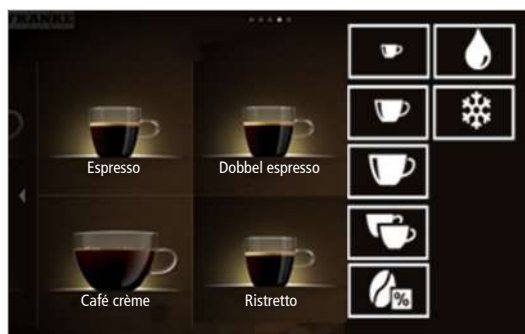 FRANKE
Espresso
Dobbel espresso
Café crème
Ristretto
%